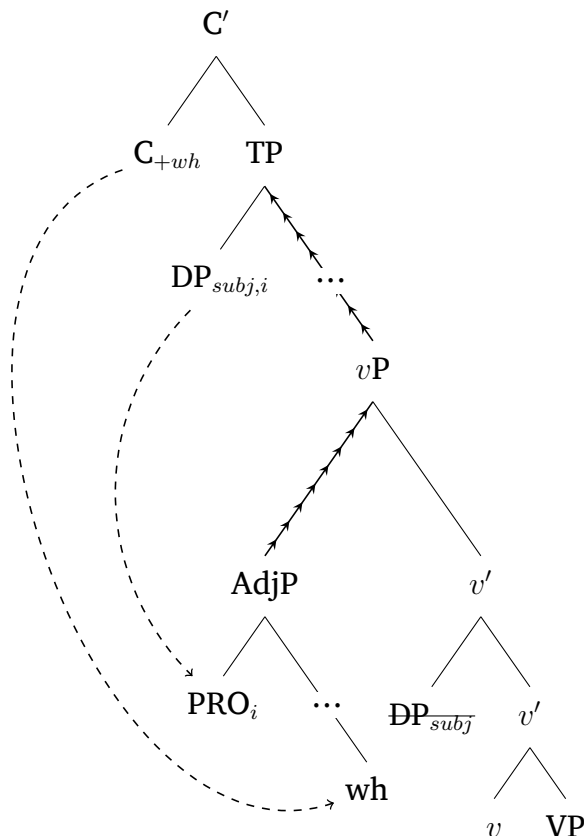 C′
C+wh TP
DPsubj,i ...
vP
AdjP v′
PROi ... DPsubj v′
wh
v VP